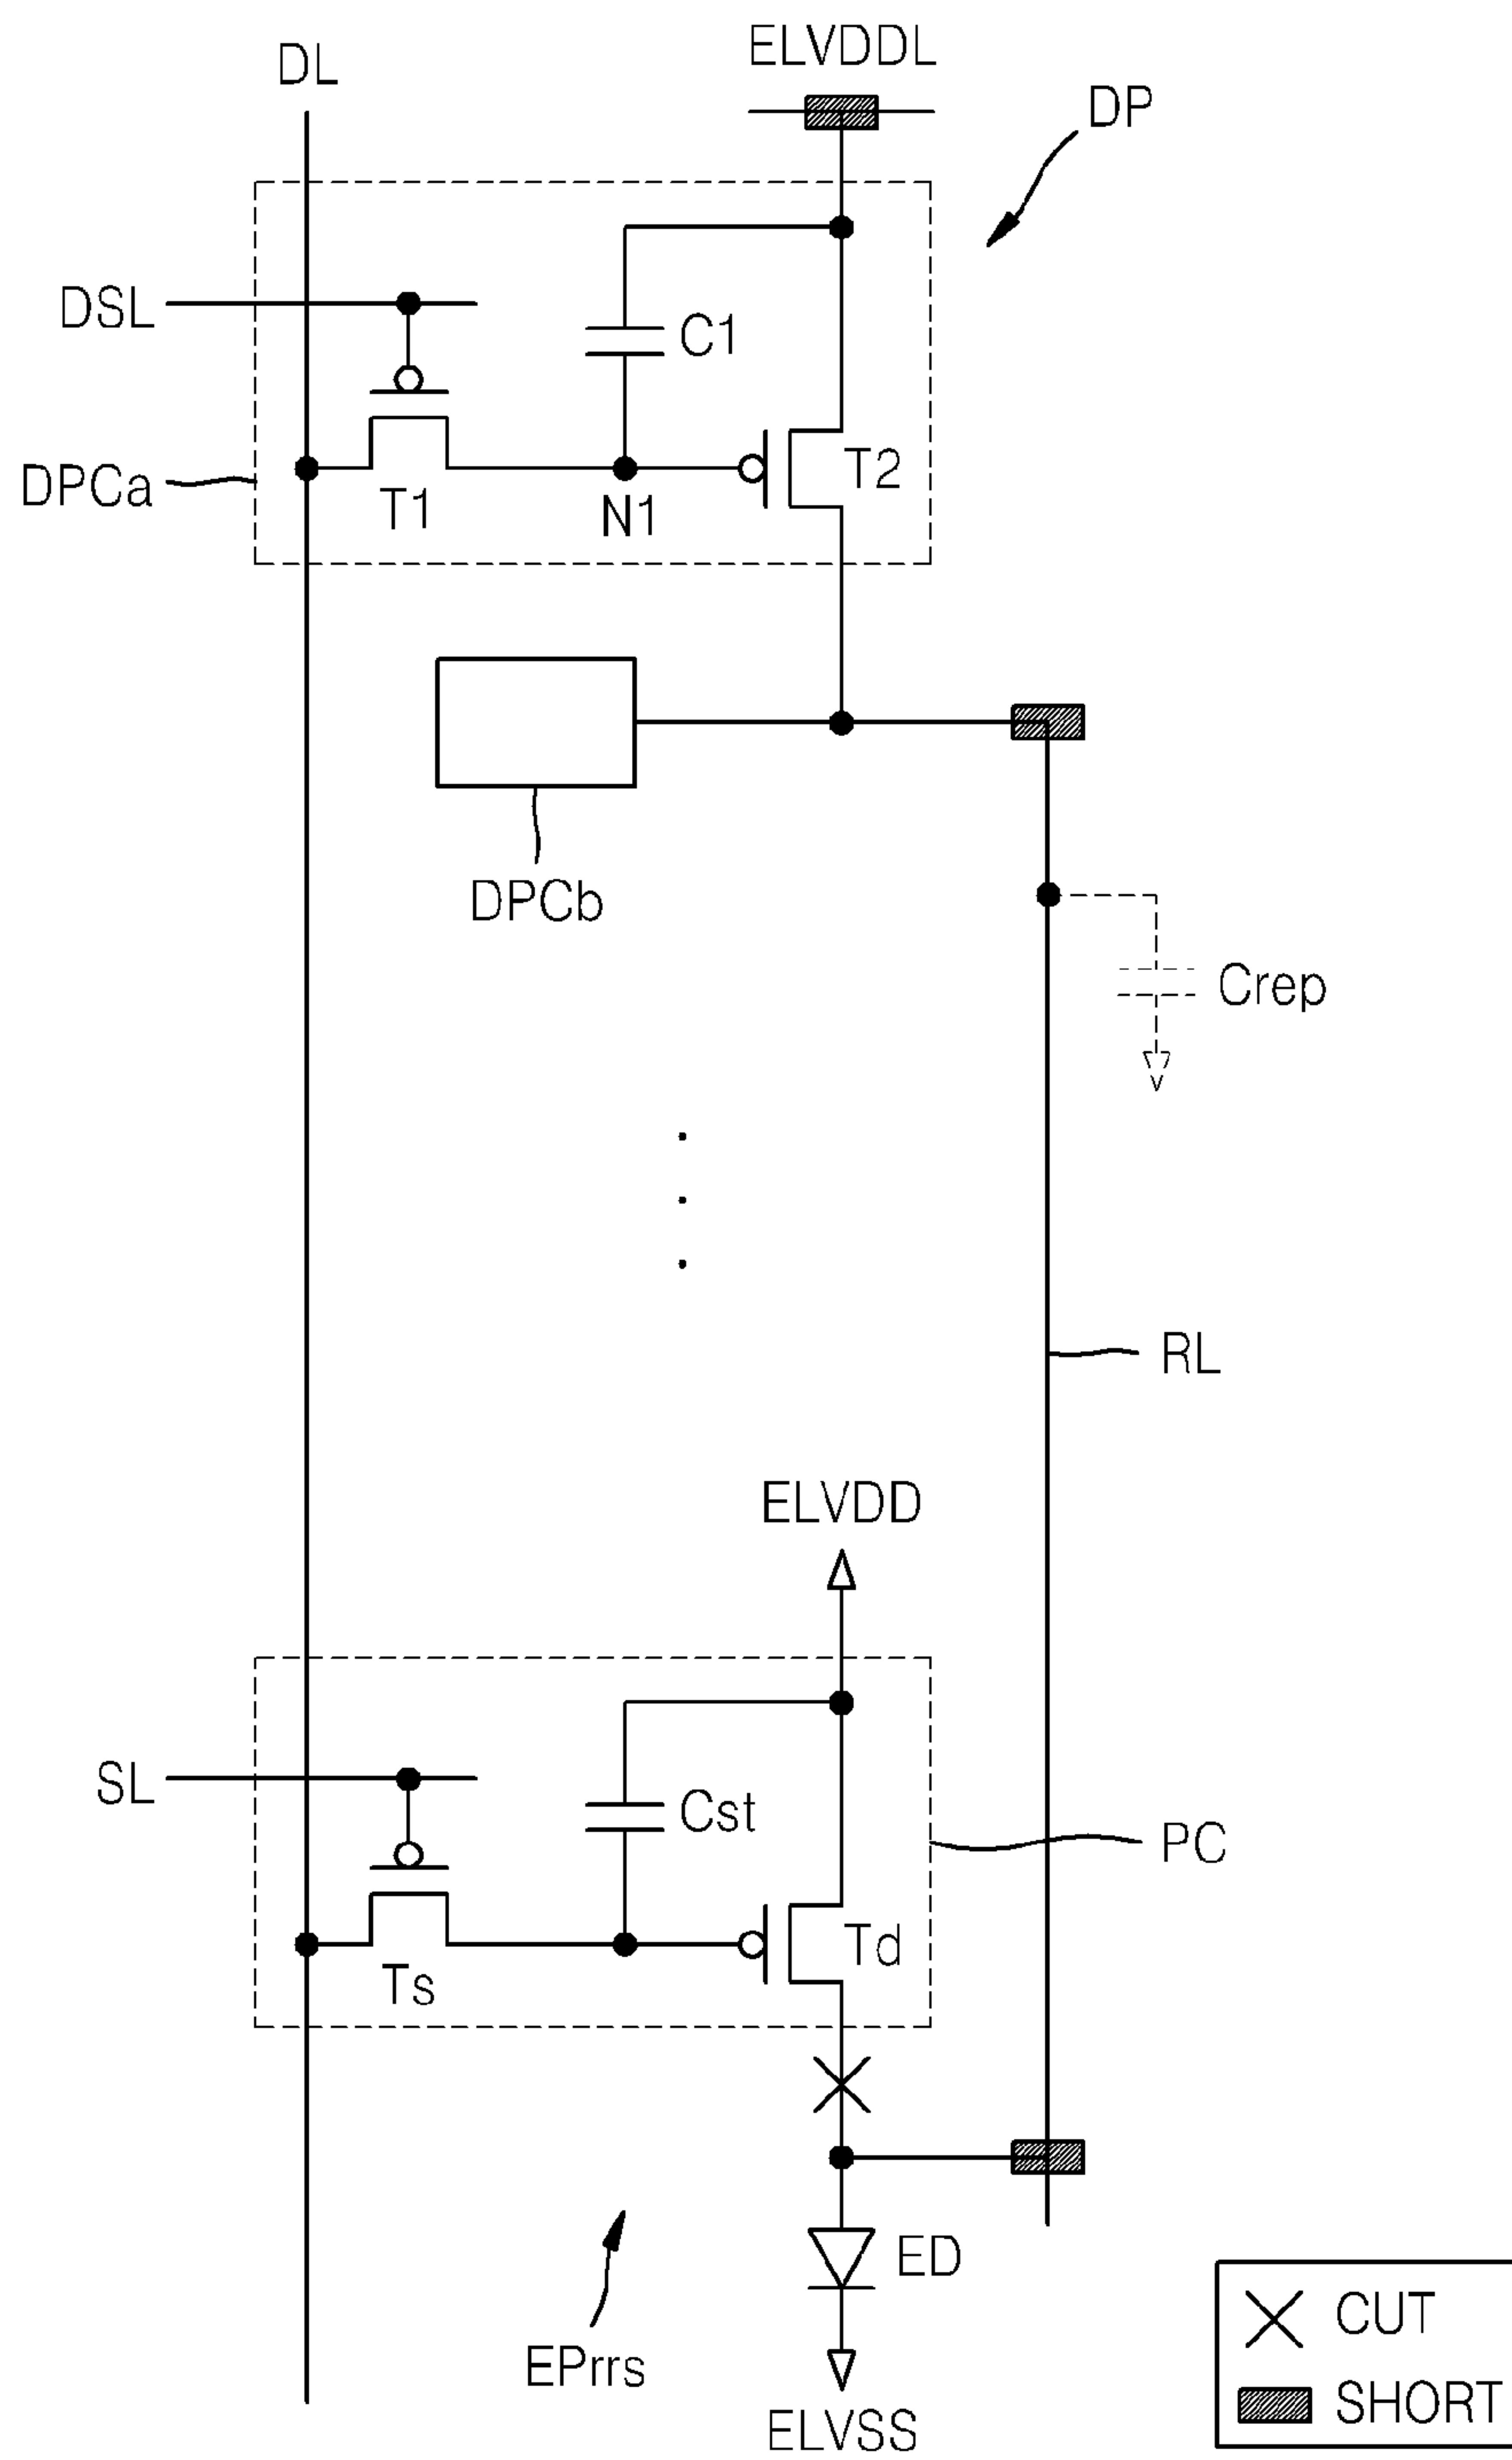 DL
ELVDDL
DP
DSL
C1
DPCa
T1
N1
T2
DPCb
Crep
RL
ELVDD
SL
Cst
PC
Ts
Td
ED
EPrrs
ELVSS
CUT
SHORT